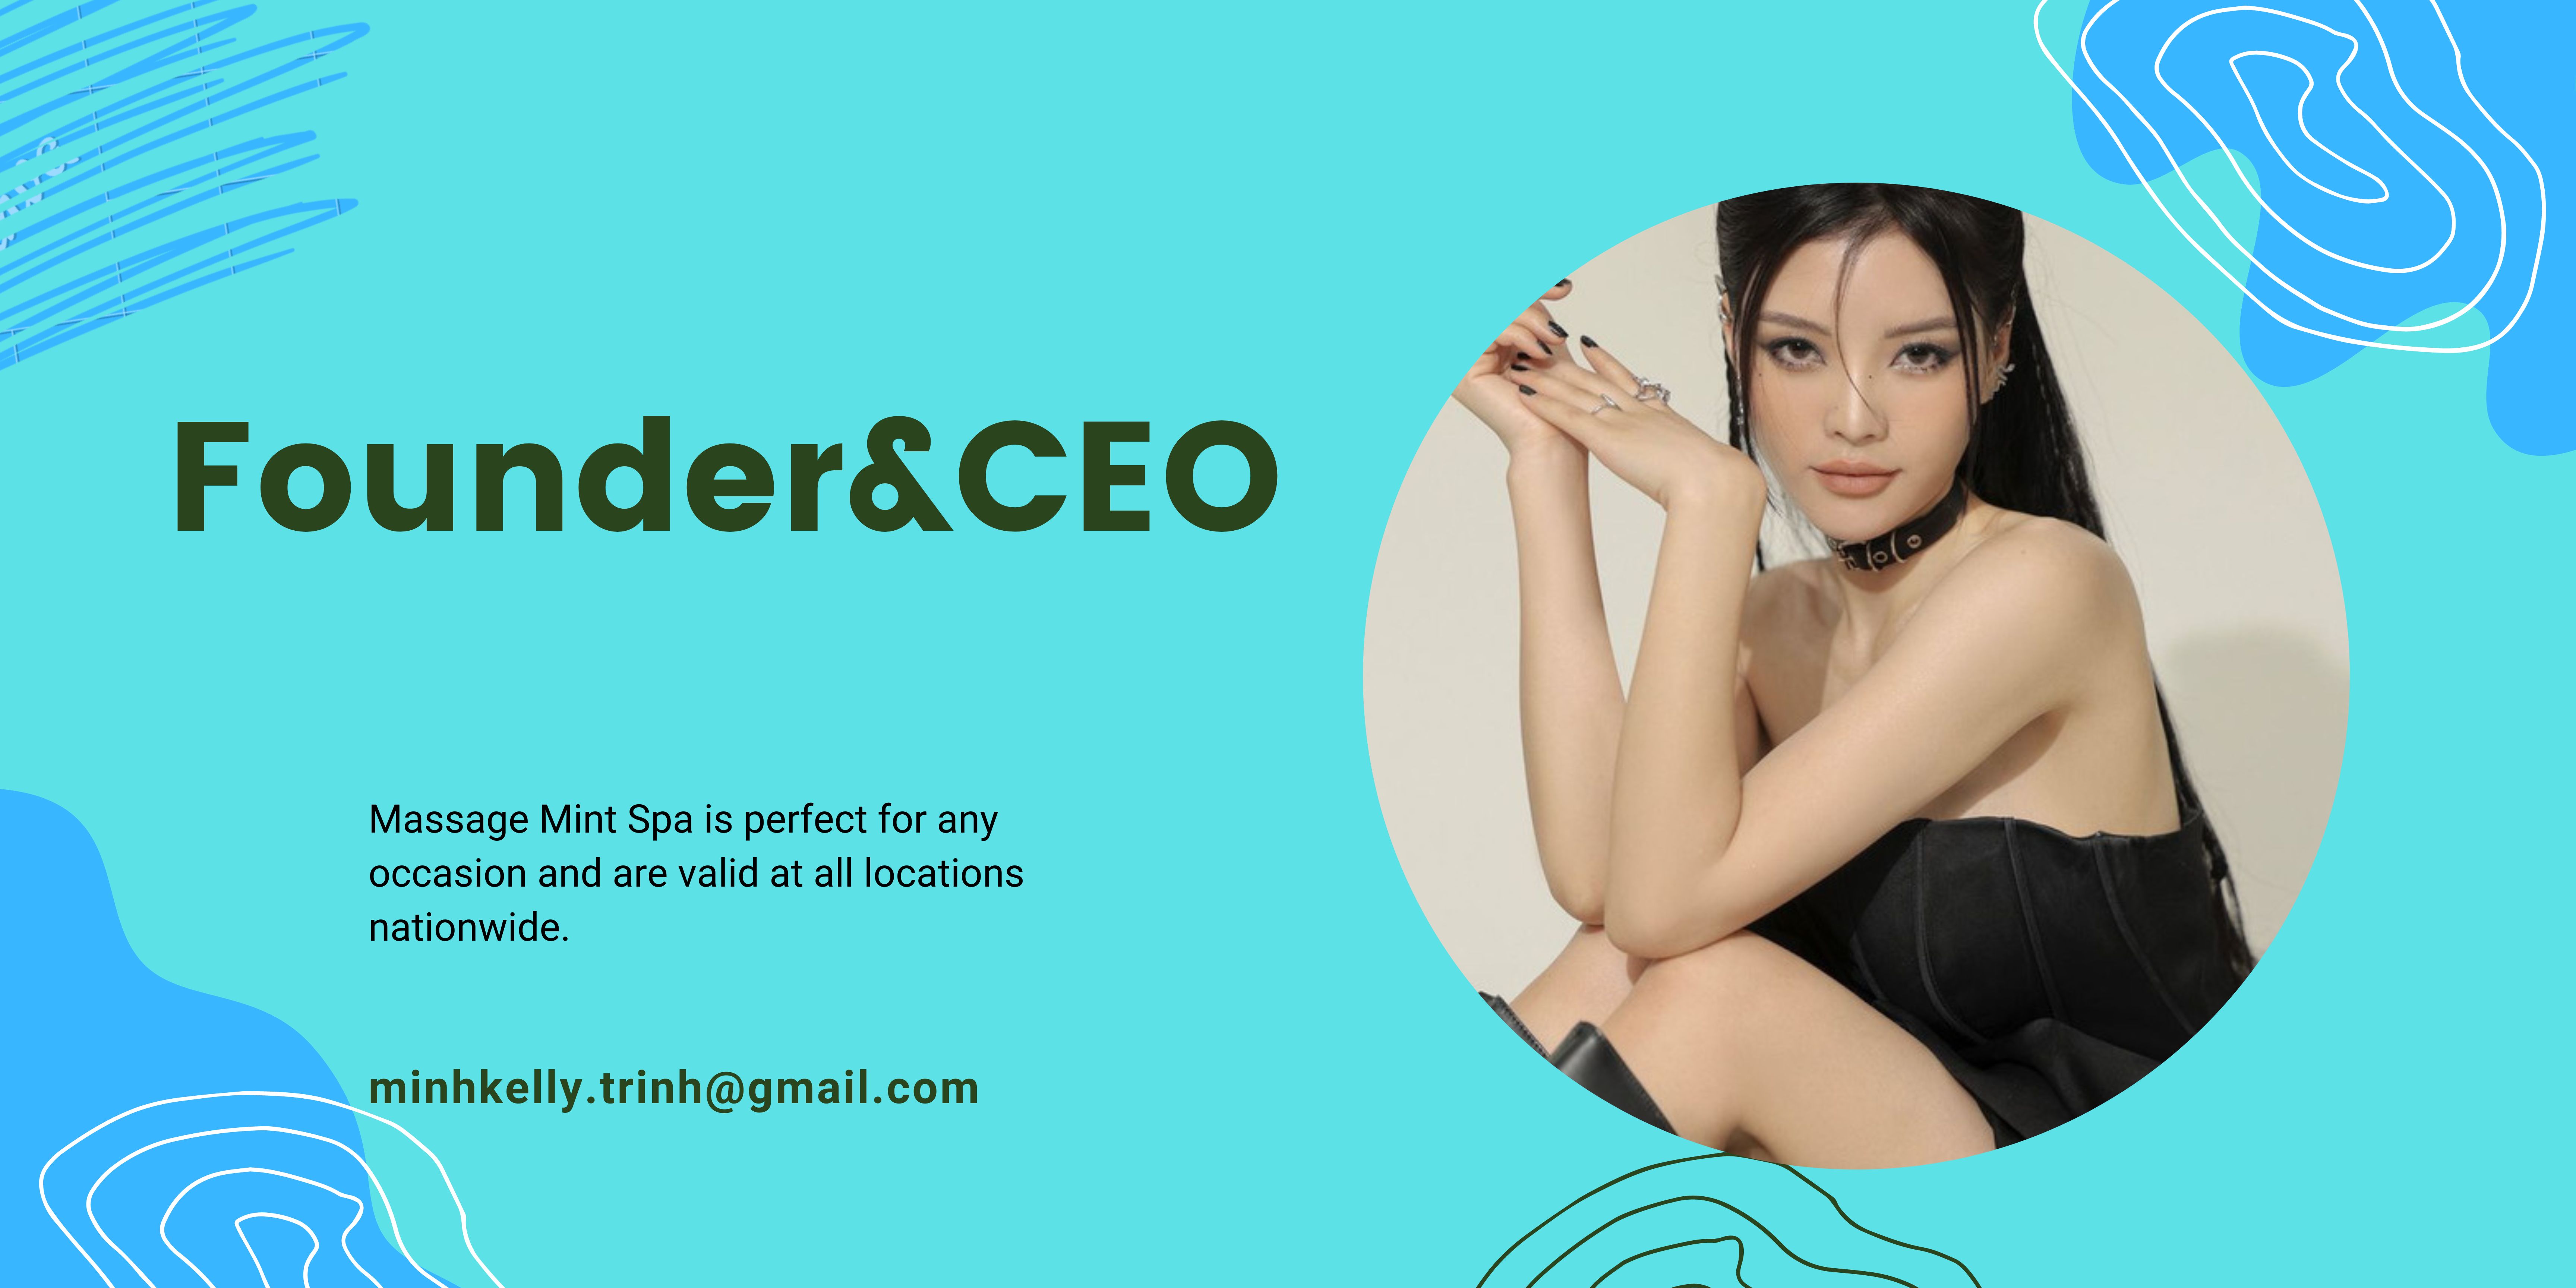 Founder&CEO
Massage Mint Spa is perfect for any
occasion and are valid at all locations
nationwide.
minhkelly.trinh@gmail.com